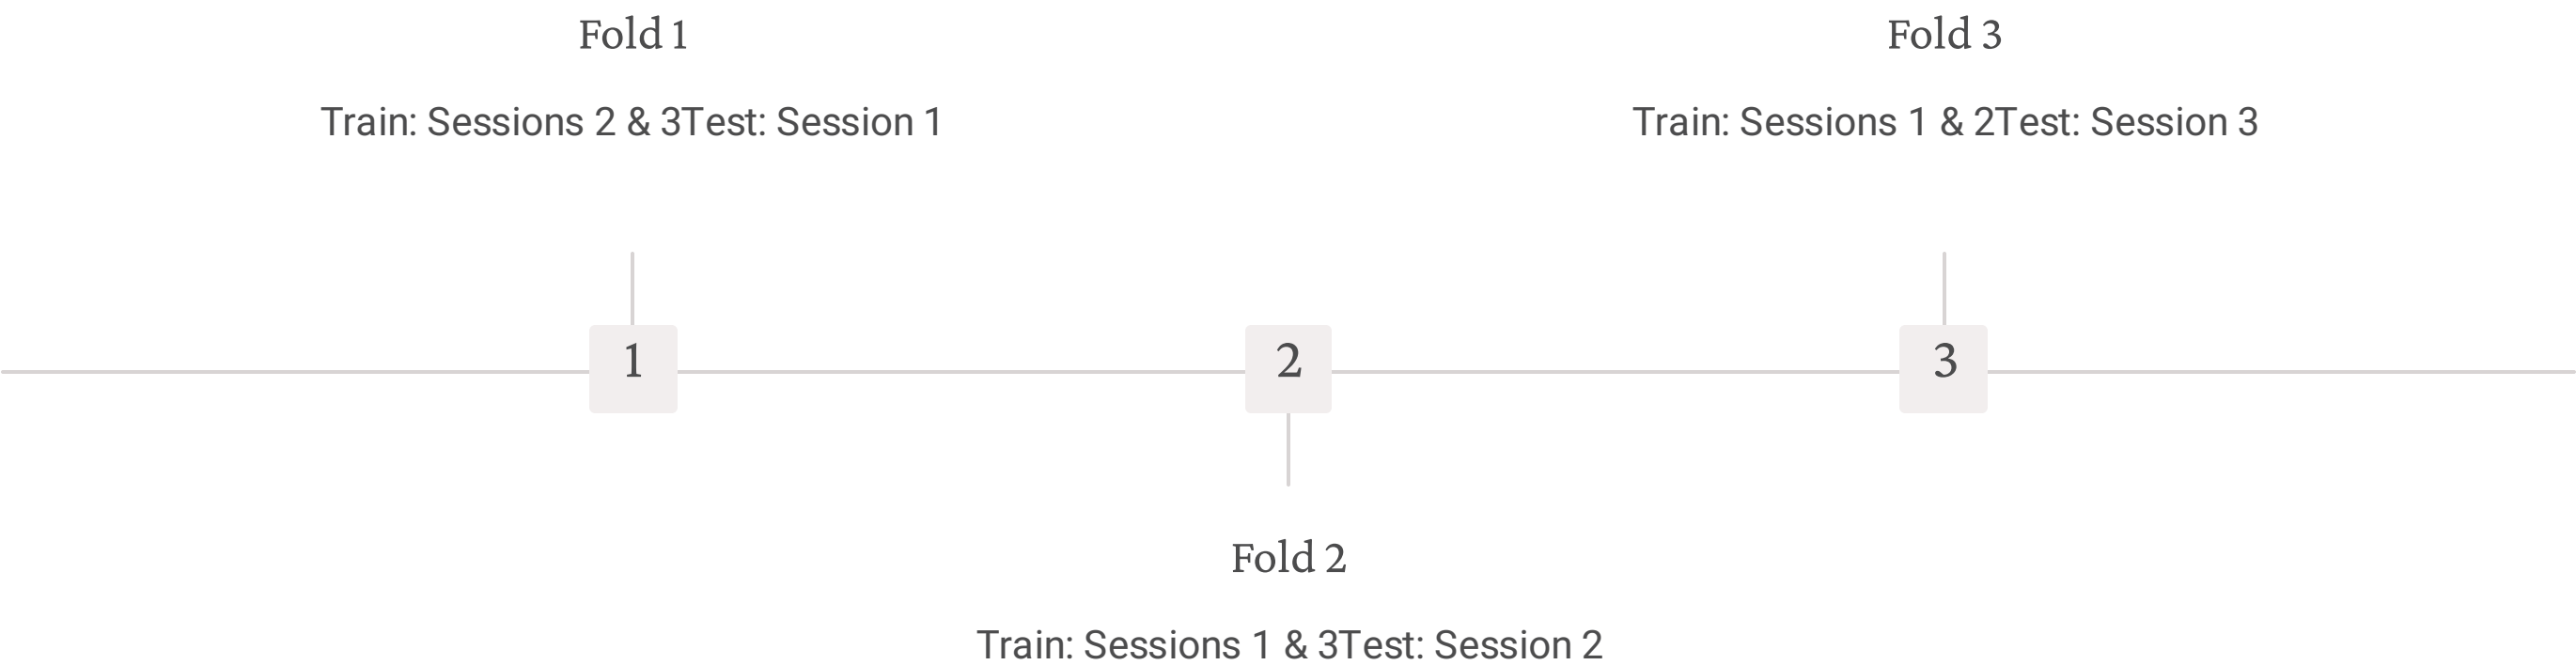 Fold 1
Train: Sessions 2 & 3Test: Session 1
Fold 3
Train: Sessions 1 & 2Test: Session 3
1
2
3
Fold 2
Train: Sessions 1 & 3Test: Session 2